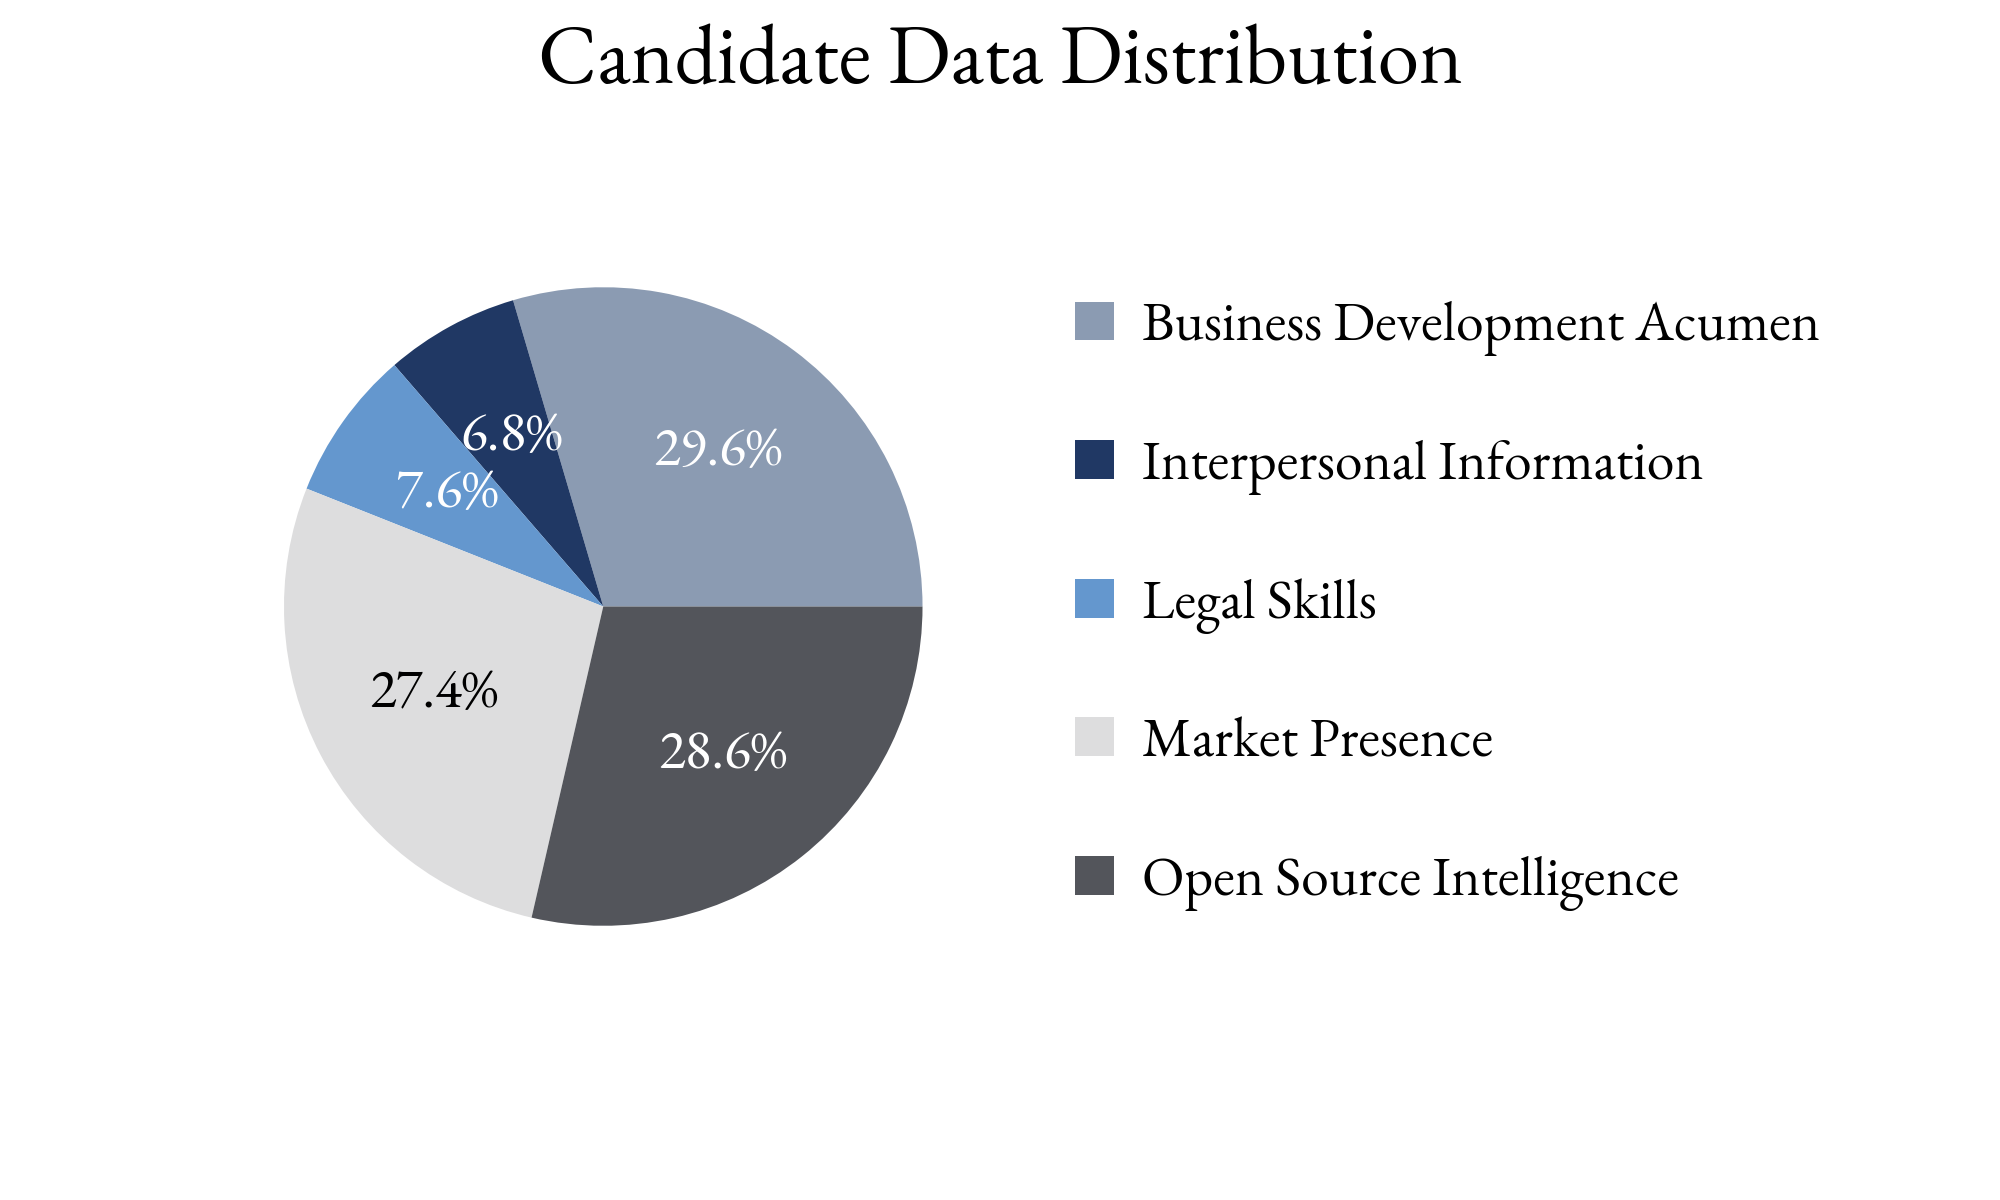 Candidate Data Distribution
29.6%
6.8%
7.6%
27.4%
28.6%
Business Development Acumen
Interpersonal Information
Legal Skills
Market Presence
Open Source Intelligence